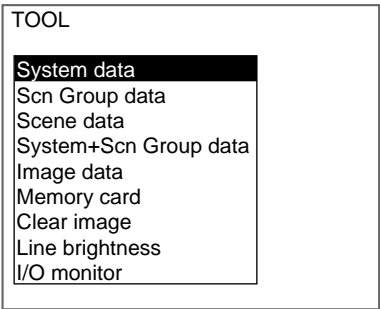 TOOL
System data
Scn Group data
Scene data
System+Scn Group data
Image data
Memory card
Clear image
Line brightness
I/O monitor